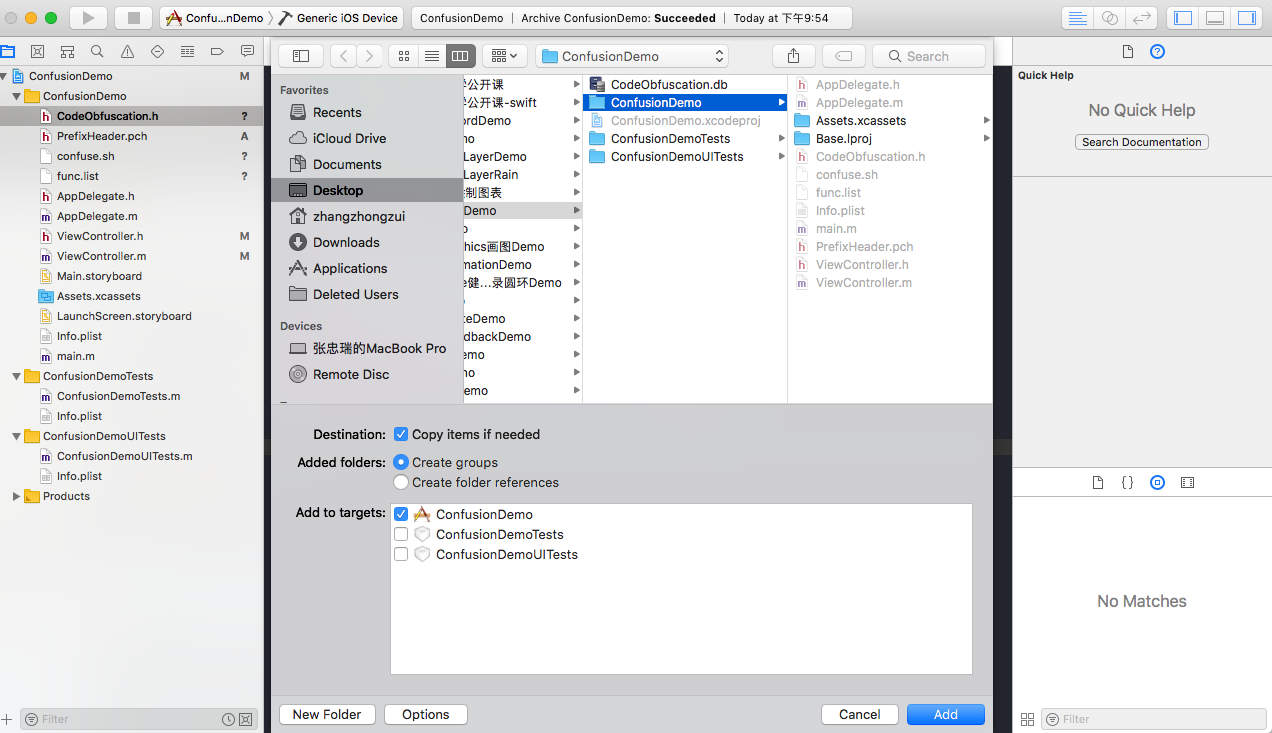 Confu...nDemo
Generic iOS Device
ConfusionDemo
Archive ConfusionDemo: Succeeded
Today at 下午9:54
ConfusionDemo
M
ConfusionDemo
CodeObfuscation.h
?
PrefixHeader.pch
A
confuse.sh
?
func.list
?
AppDelegate.h
AppDelegate.m
ViewController.h
M
ViewController.m
M
Main.storyboard
Assets.xcassets
LaunchScreen.storyboard
Info.plist
main.m
ConfusionDemoTests
ConfusionDemoTests.m
Info.plist
ConfusionDemoUITests
ConfusionDemoUITests.m
Info.plist
Products
Filter
ConfusionDemo
Search
Favorites
Recents
iCloud Drive
Documents
Desktop
zhangzhongzui
Downloads
Applications
Deleted Users
Devices
张忠瑞的MacBook Pro
Remote Disc
公开课
公开课-swift
ordDemo
mo
LayerDemo
LayerRain
制图表
Demo
hics画图Demo
mationDemo
e健...录圆环Demo
teDemo
dbackDemo
emo
no
emo
CodeObfuscation.db
ConfusionDemo
ConfusionDemo.xcodeproj
ConfusionDemoTests
ConfusionDemoUITests
AppDelegate.h
AppDelegate.m
Assets.xcassets
Base.lproj
CodeObfuscation.h
confuse.sh
func.list
Info.plist
main.m
PrefixHeader.pch
ViewController.h
ViewController.m
Destination:
Copy items if needed
Added folders:
Create groups
Create folder references
Add to targets:
ConfusionDemo
ConfusionDemoTests
ConfusionDemoUITests
New Folder
Options
Cancel
Add
Quick Help
No Quick Help
Search Documentation
No Matches
Filter